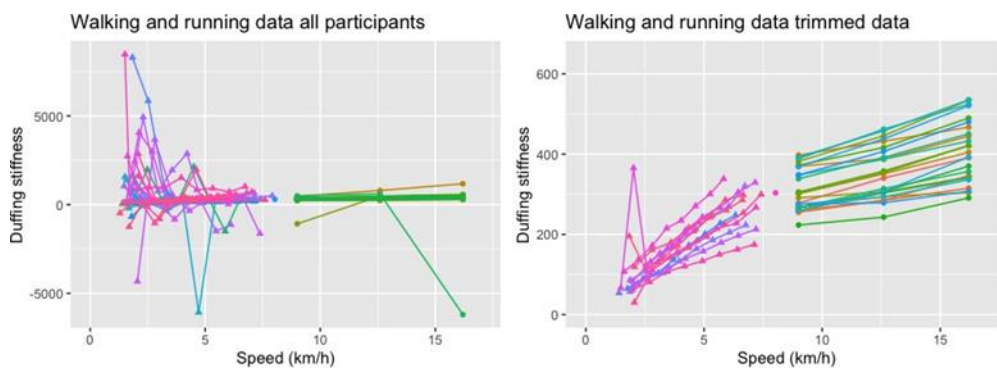 Walking and running data all participants
Duffing stiffness
5000
0
-5000
0
5
10
15
Speed (km/h)
Walking and running data trimmed data
Duffing stiffness
600
400
200
0
0
5
10
15
Speed (km/h)